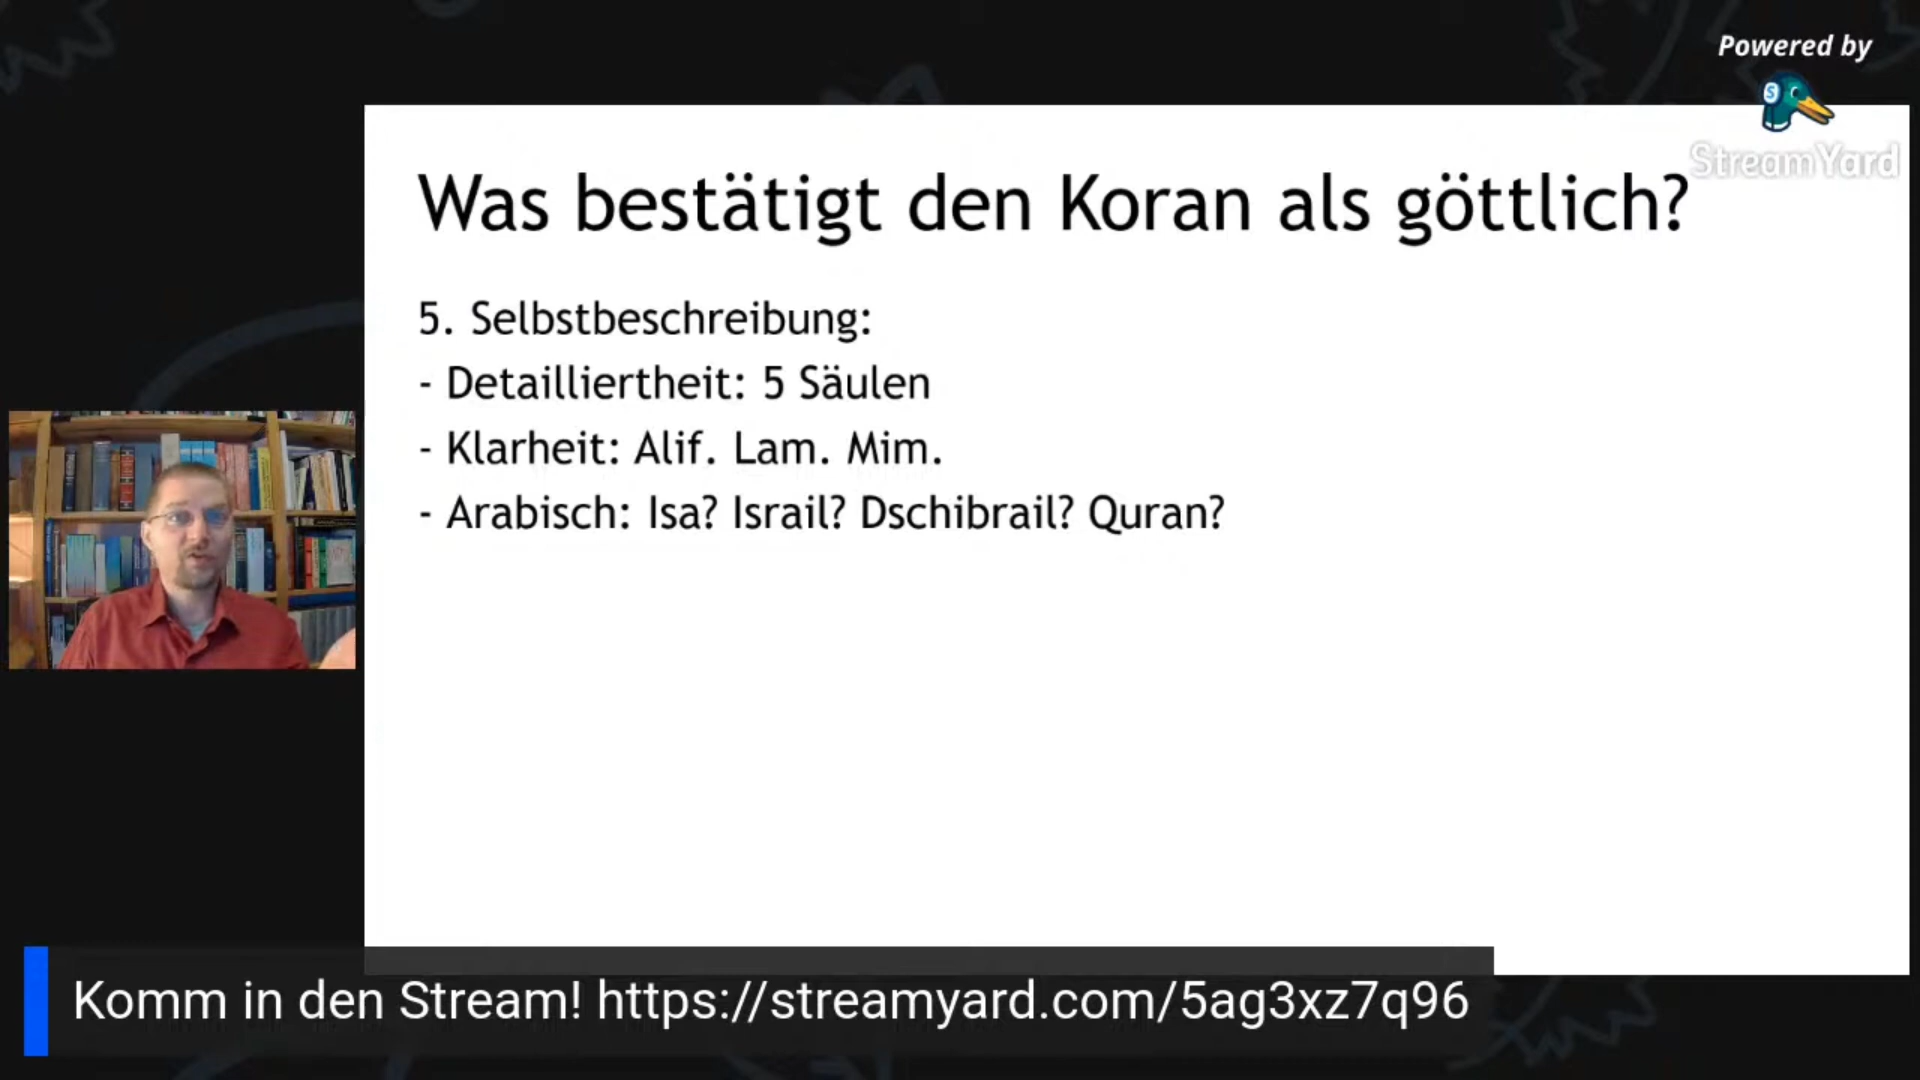 Powered by
StreamYard
Was bestätigt den Koran als göttlich?
5. Selbstbeschreibung:
- Detailliertheit: 5 Säulen
- Klarheit: Alif. Lam. Mim.
- Arabisch: Isa? Israil? Dschibrail? Quran?
Komm in den Stream! https://streamyard.com/5ag3xz7q96